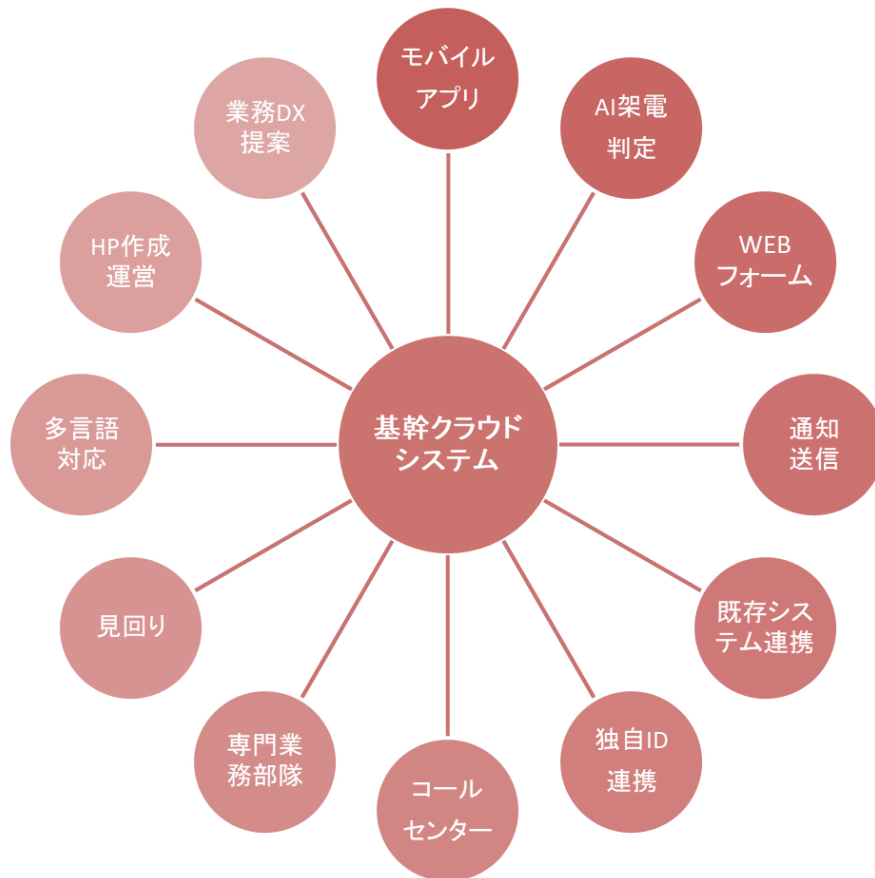 モバイル
アプリ
AI架電
判定
WEB
フォーム
通知
送信
既存シス
テム連携
独自ID
連携
コール
センター
専門業
務部隊
見回り
多言語
対応
HP作成
運営
業務DX
提案
基幹クラウド
システム